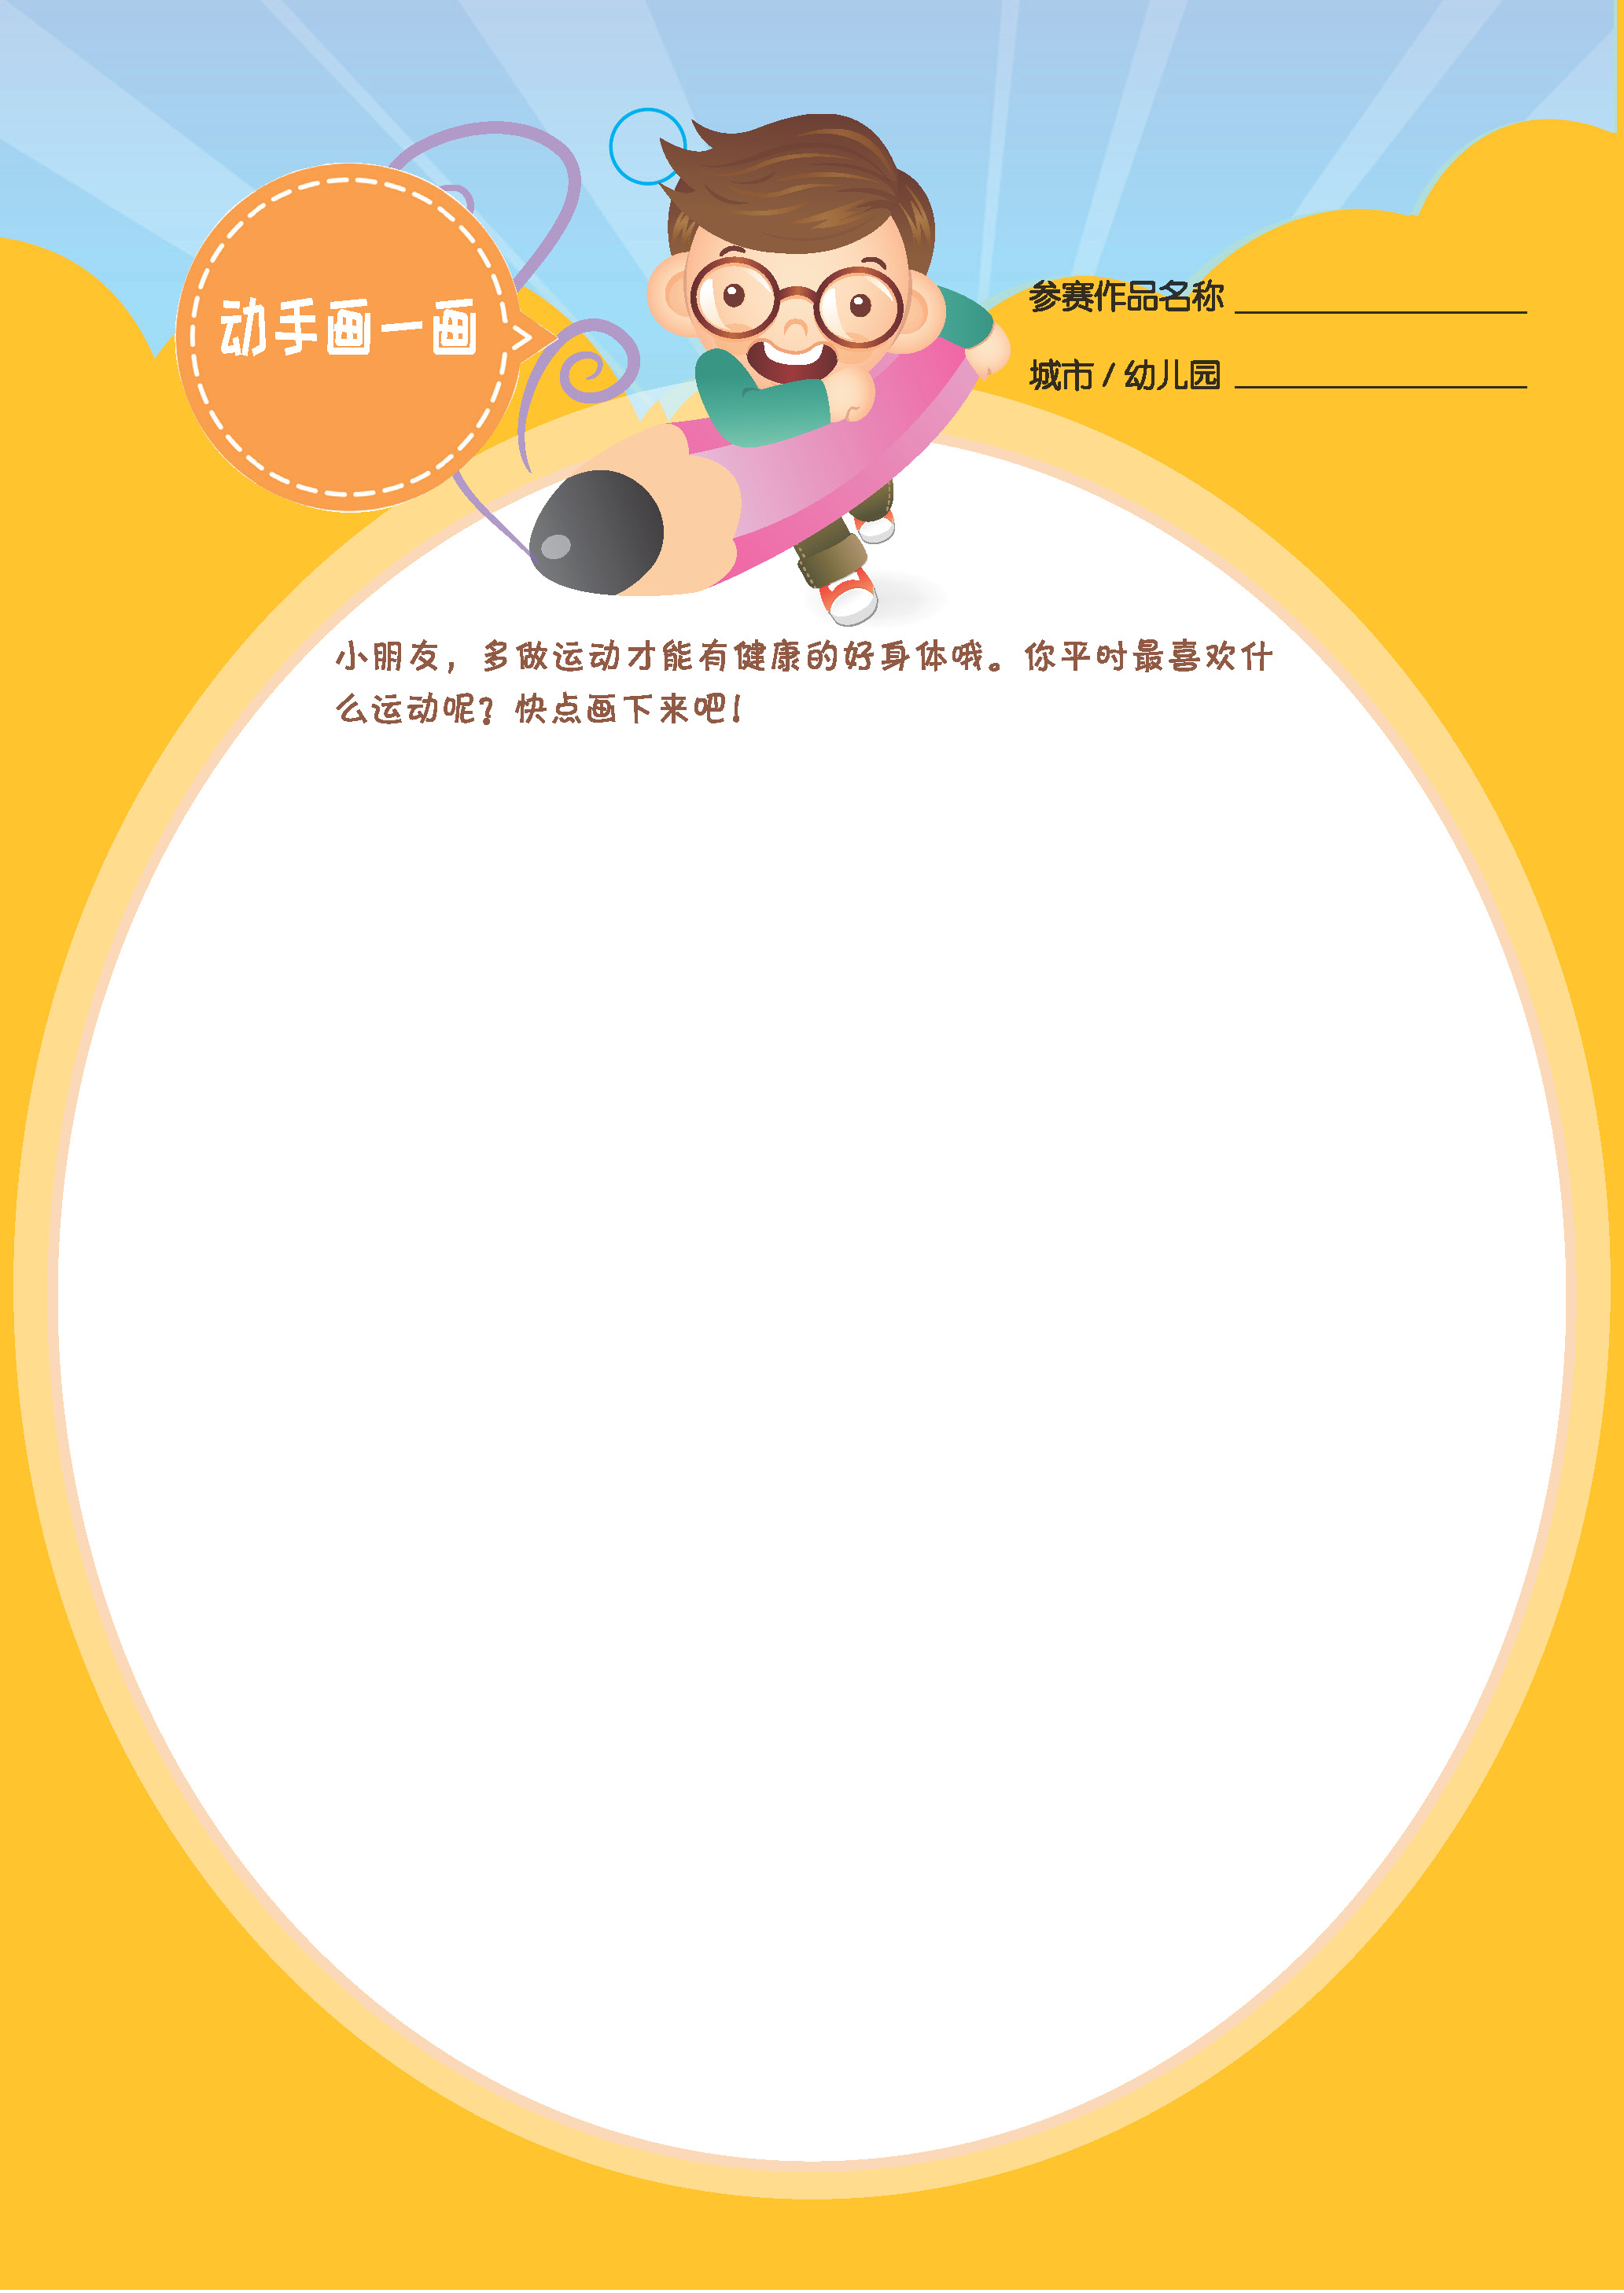 动手画一画
参赛作品名称
城市 / 幼儿园
小朋友，多做运动才能有健康的好身体哦。你平时最喜欢什
么运动呢？快点画下来吧！